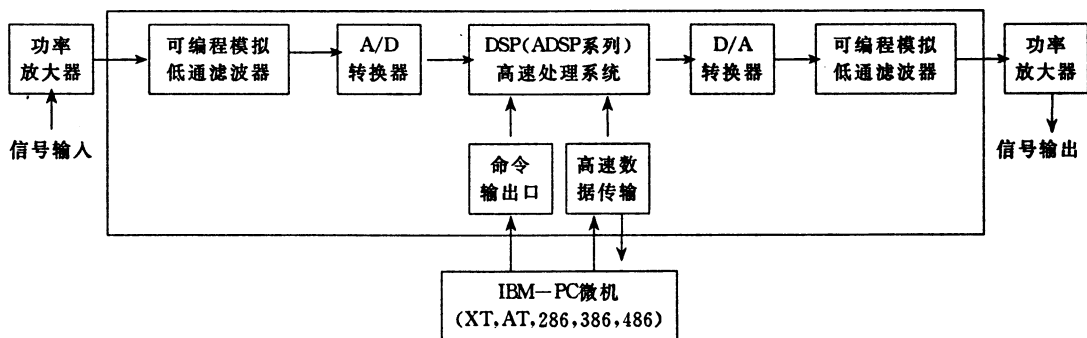 功率
放大器
可编程模拟
低通滤波器
A/D
转换器
DSP(ADSP系列)
高速处理系统
D/A
转换器
可编程模拟
低通滤波器
功率
放大器
信号输入
信号输出
命令
输出口
高速数
据传输
IBM—PC微机
(XT,AT,286,386,486)